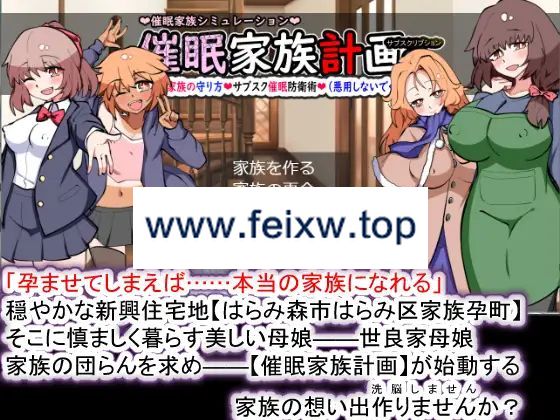 ❤催眠家族シミュレーション❤
催眠家族計画
サブスクリプション
家族の守り方❤サブスク催眠防衛術❤(悪用しないで
家族を作る
www.feixw.top
「孕ませてしまえば……本当の家族になれる」
穏やかな新興住宅地【はらみ森市はらみ区家族孕町】
そこに慎ましく暮らす美しい母娘――世良家母娘
家族の団らんを求め――【催眠家族計画】が始動する
洗脳しません
家族の想い出作りませんか?